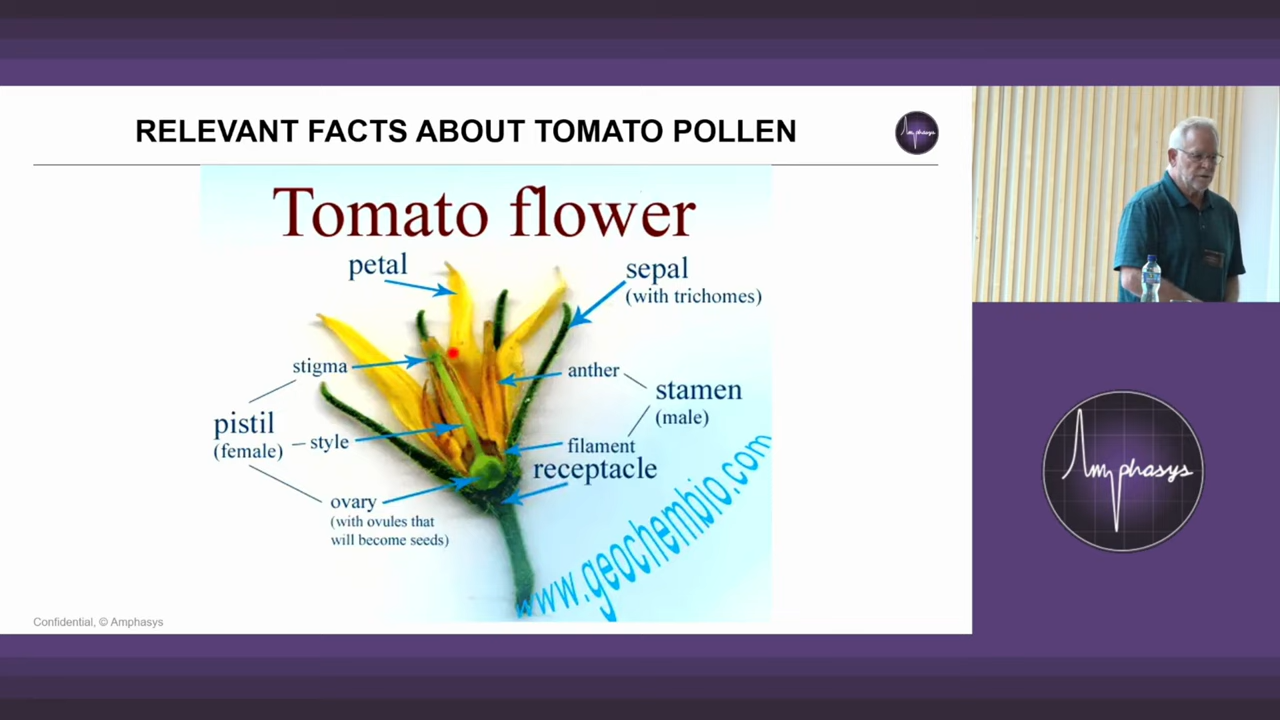 RELEVANT FACTS ABOUT TOMATO POLLEN
Amphasys
Tomato flower
petal
sepal
(with trichomes)
stigma
anther
pistil
(female)
stamen
(male)
style
filament
receptacle
ovary
(with ovules that
will become seeds)
www.geochembio.com
Amphasys
Confidential, © Amphasys